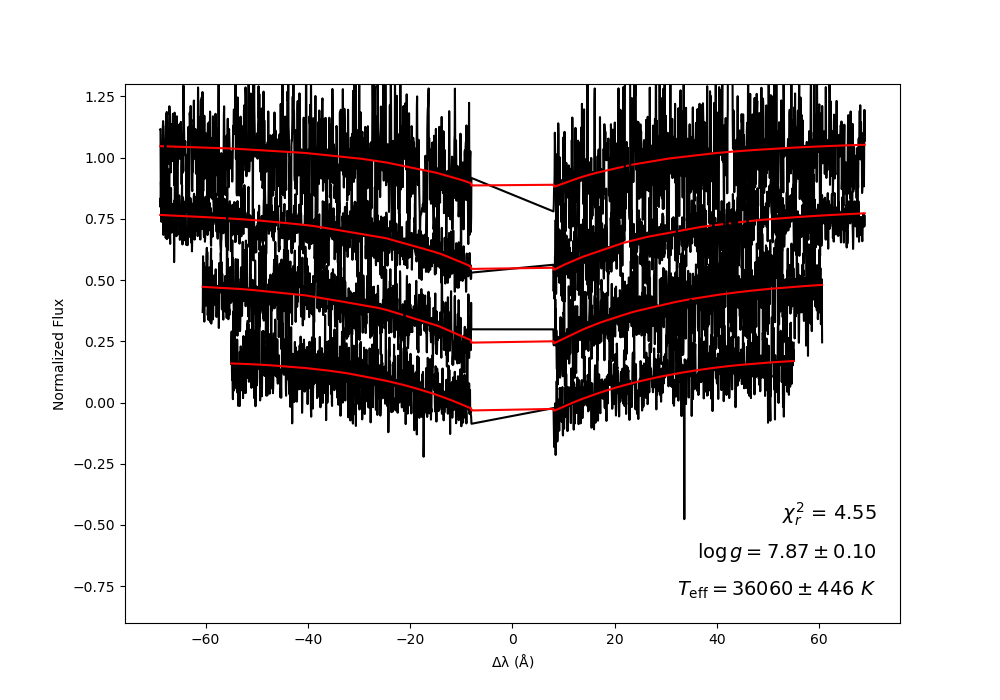 1.25
1.00
0.75
0.50
0.25
0.00
−0.25
−0.50
−0.75
Normalized Flux
χ²ᵣ = 4.55
log g = 7.87 ± 0.10
T_eff = 36060 ± 446 K
−60 −40 −20 0 20 40 60
Δλ (Å)